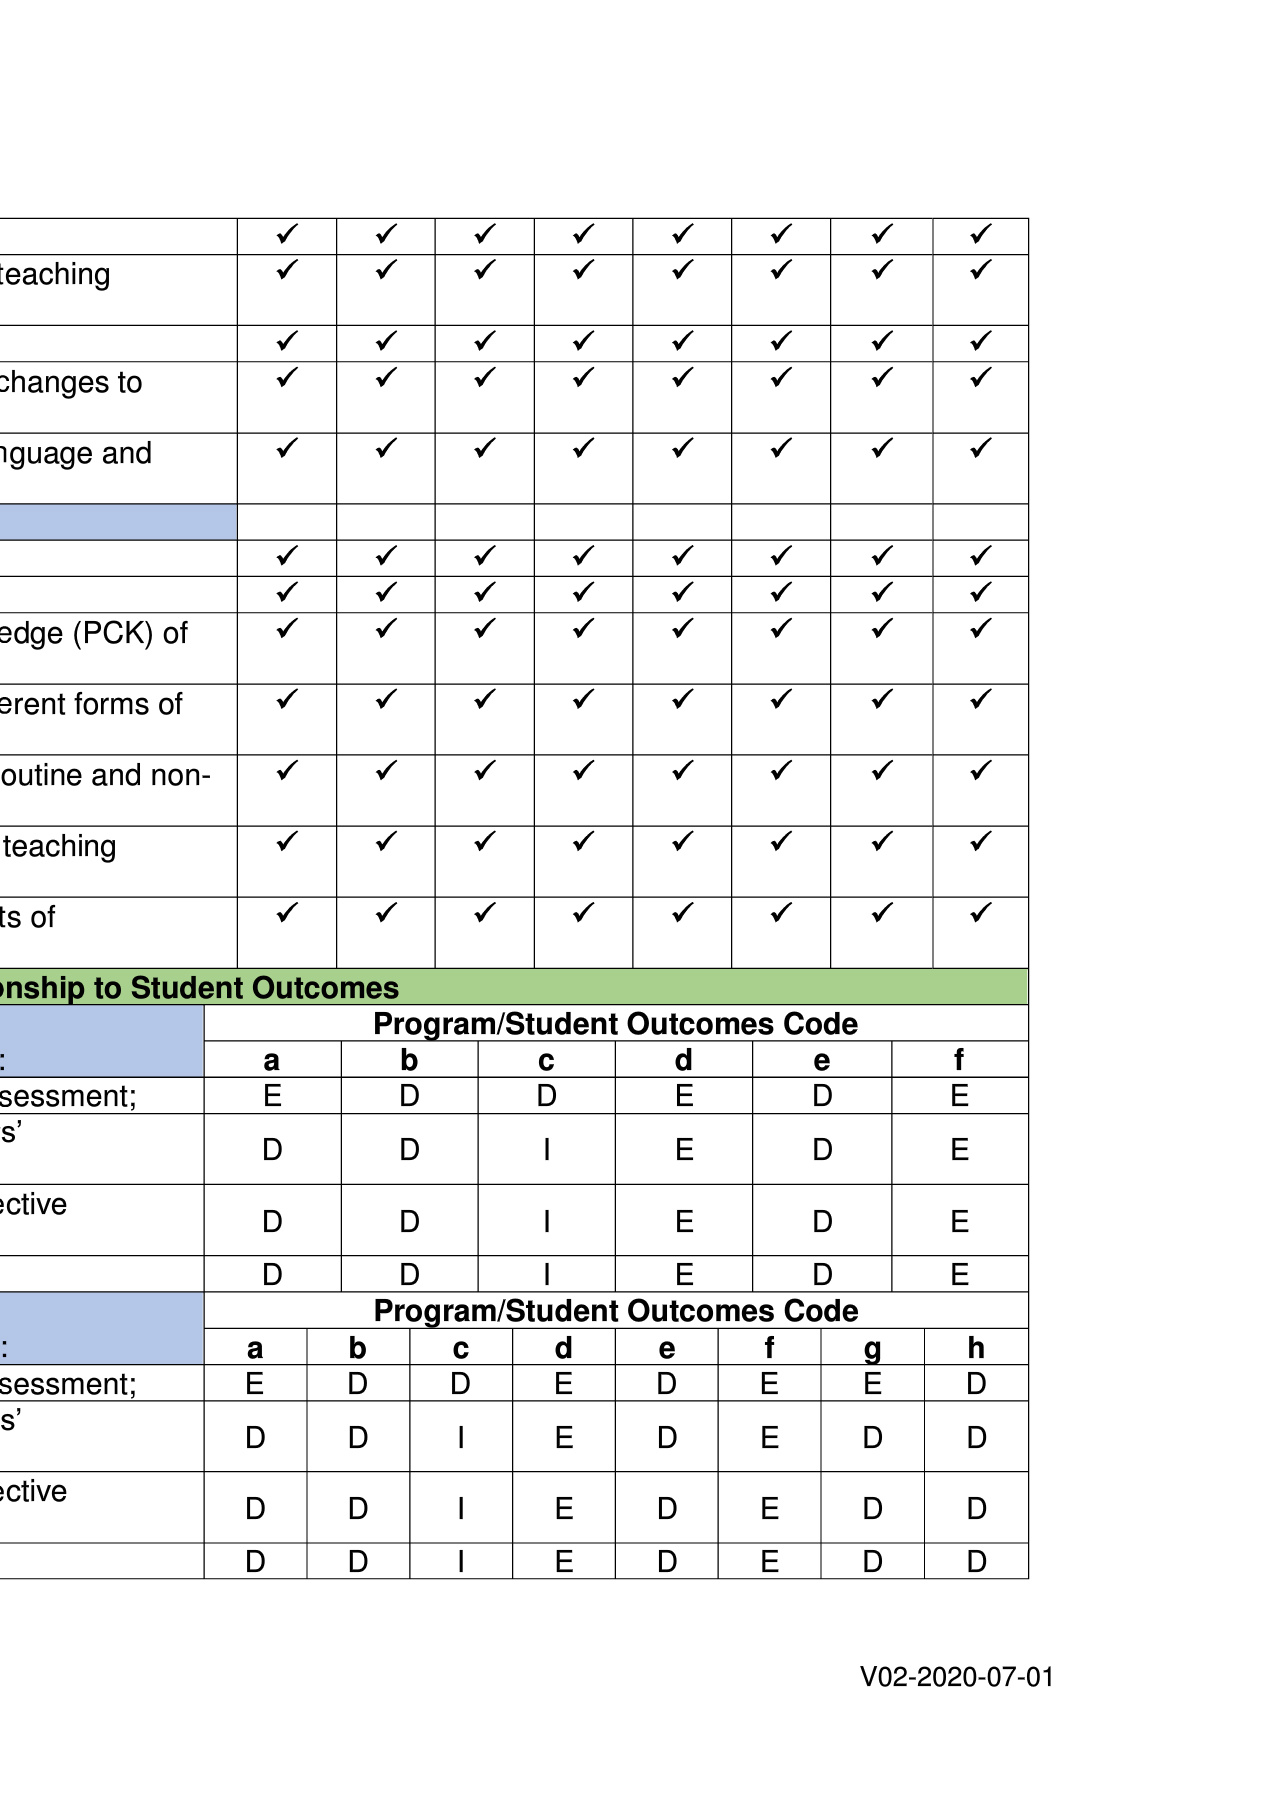 ✓ ✓ ✓ ✓ ✓ ✓ ✓ ✓
teaching ✓ ✓ ✓ ✓ ✓ ✓ ✓ ✓
✓ ✓ ✓ ✓ ✓ ✓ ✓ ✓
changes to ✓ ✓ ✓ ✓ ✓ ✓ ✓ ✓
nguage and ✓ ✓ ✓ ✓ ✓ ✓ ✓ ✓
✓ ✓ ✓ ✓ ✓ ✓ ✓ ✓
✓ ✓ ✓ ✓ ✓ ✓ ✓ ✓
edge (PCK) of ✓ ✓ ✓ ✓ ✓ ✓ ✓ ✓
erent forms of ✓ ✓ ✓ ✓ ✓ ✓ ✓ ✓
outine and non- ✓ ✓ ✓ ✓ ✓ ✓ ✓ ✓
teaching ✓ ✓ ✓ ✓ ✓ ✓ ✓ ✓
ts of ✓ ✓ ✓ ✓ ✓ ✓ ✓ ✓
onship to Student Outcomes
Program/Student Outcomes Code
: a b c d e f
sessment; E D D E D E
s’
D D I E D E
ective
D D I E D E
D D I E D E
Program/Student Outcomes Code
: a b c d e f g h
sessment; E D D E D E E D
s’
D D I E D E D D
ective
D D I E D E D D
D D I E D E D D
V02-2020-07-01